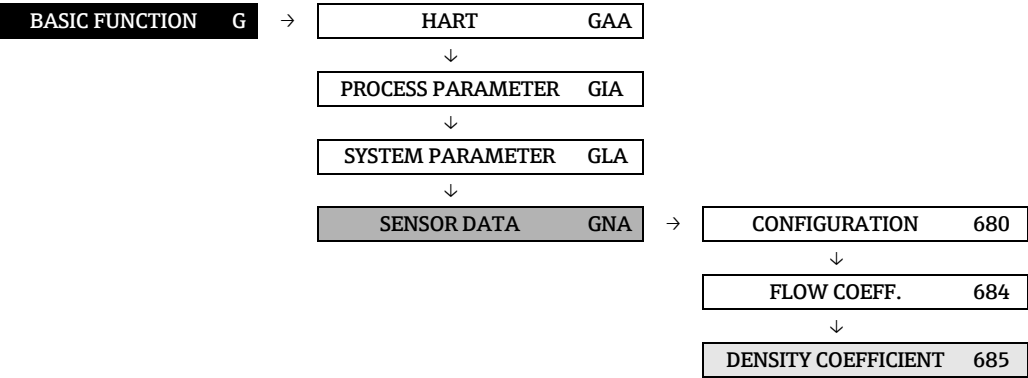 BASIC FUNCTION G → HART GAA
↓
PROCESS PARAMETER GIA
↓
SYSTEM PARAMETER GLA
↓
SENSOR DATA GNA → CONFIGURATION 680
↓
FLOW COEFF. 684
↓
DENSITY COEFFICIENT 685